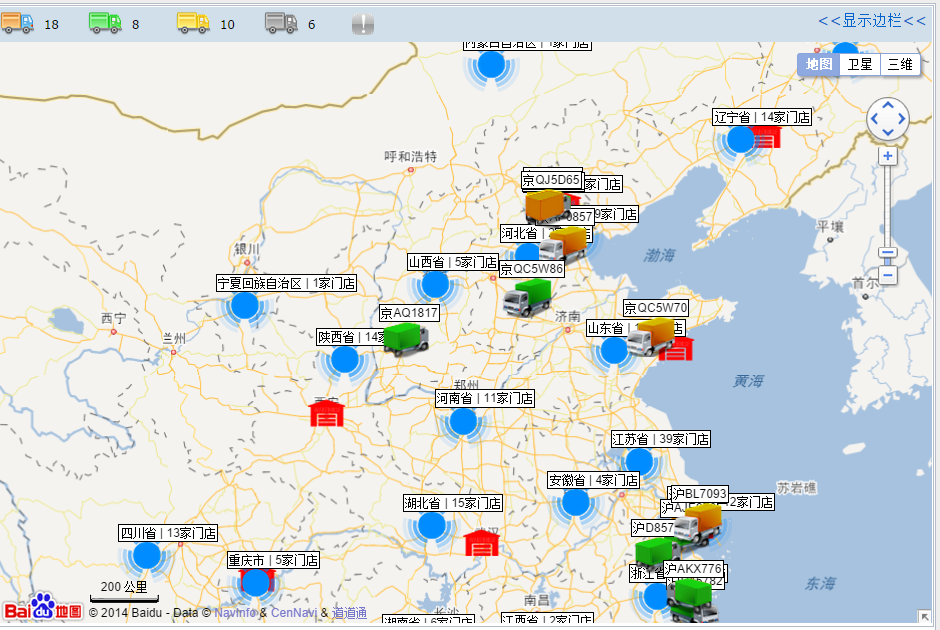 18 8 10 6
<<显示边栏<<
内蒙古自治区 | 1家门店
地图 卫星 三维
辽宁省 | 14家门店
呼和浩特
京QJ5D65
家门店
0857
9家门店
河北省 |
平壤
银川
渤海
山西省 | 5家门店
京QC5W86
宁夏回族自治区 | 1家门店
首尔
西宁
京AQ1817
济南
京QC5W70
兰州
陕西省 | 14家
山东省 |
店
黄海
郑州
河南省 | 11家门店
江苏省 | 39家门店
安徽省 | 4家门店
苏岩礁
沪BL7093
湖北省 | 15家门店
2家门店
沪D857
四川省 | 13家门店
重庆市 | 5家门店
浙江省
沪AKX776
东海
200 公里
南昌
长沙
Bai 地图
© 2014 Baidu - Data © NavInfo & CenNavi & 道道通
湖南省 | 6家门店
江西省 | 2家门店